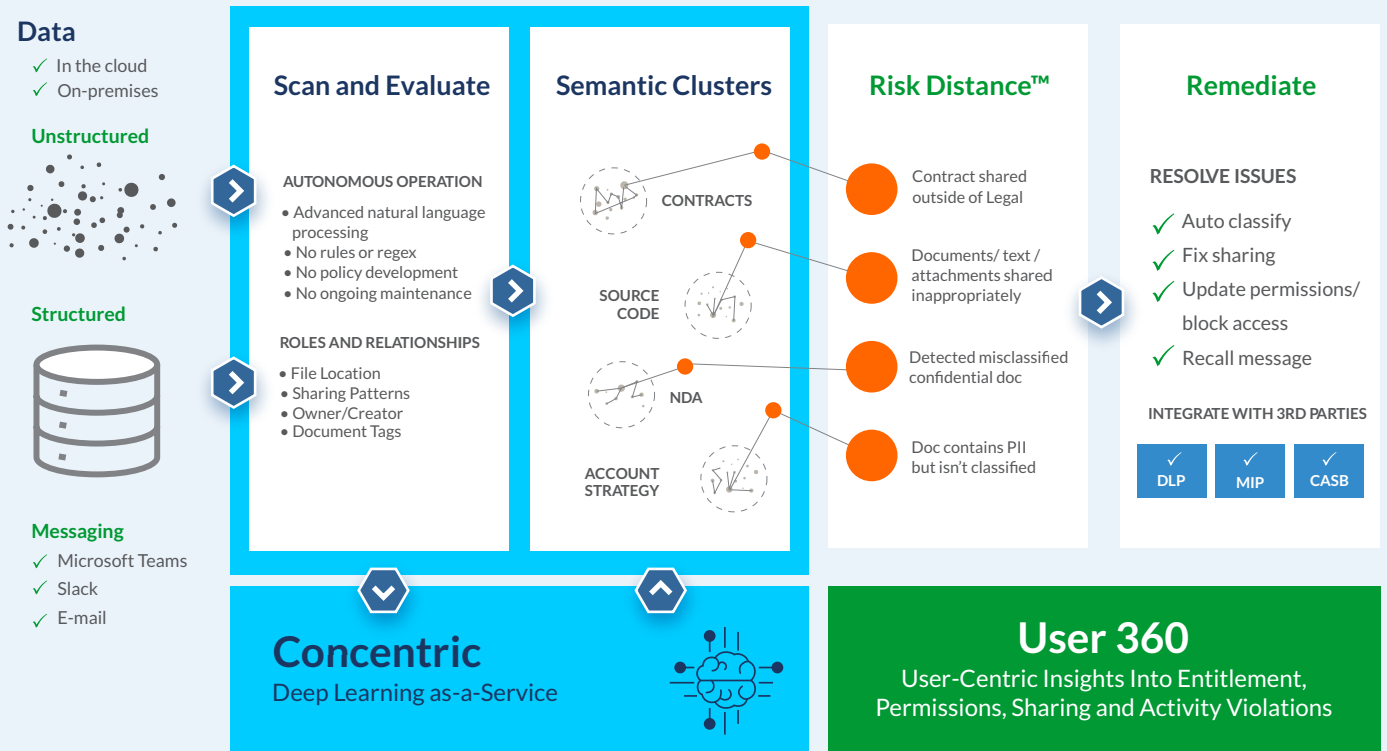 Data
✓ In the cloud
✓ On-premises
Unstructured
Structured
Messaging
✓ Microsoft Teams
✓ Slack
✓ E-mail
Scan and Evaluate
AUTONOMOUS OPERATION
• Advanced natural language
processing
• No rules or regex
• No policy development
• No ongoing maintenance
ROLES AND RELATIONSHIPS
• File Location
• Sharing Patterns
• Owner/Creator
• Document Tags
Semantic Clusters
CONTRACTS
SOURCE
CODE
NDA
ACCOUNT
STRATEGY
Risk Distance™
Contract shared
outside of Legal
Documents/ text /
attachments shared
inappropriately
Detected misclassified
confidential doc
Doc contains PII
but isn’t classified
Remediate
RESOLVE ISSUES
✓ Auto classify
✓ Fix sharing
✓ Update permissions/
block access
✓ Recall message
INTEGRATE WITH 3RD PARTIES
✓ ✓ ✓
DLP MIP CASB
Concentric
Deep Learning as-a-Service
User 360
User-Centric Insights Into Entitlement,
Permissions, Sharing and Activity Violations